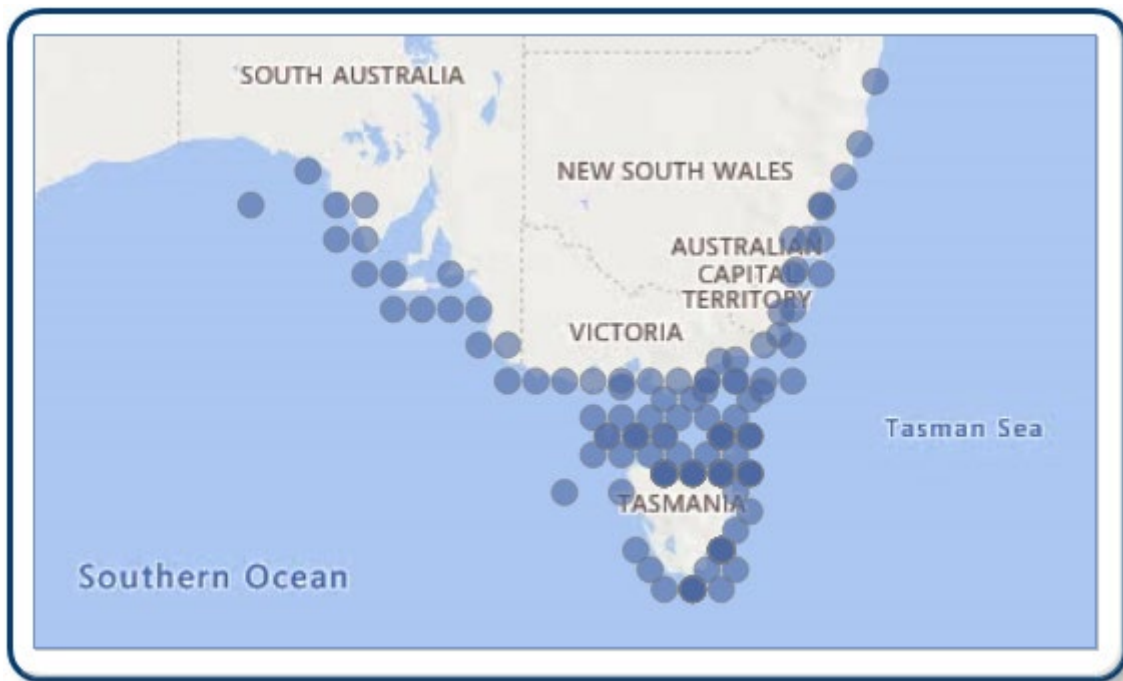 SOUTH AUSTRALIA
NEW SOUTH WALES
AUSTRALIAN
CAPITAL
TERRITORY
VICTORIA
Tasman Sea
TASMANIA
Southern Ocean